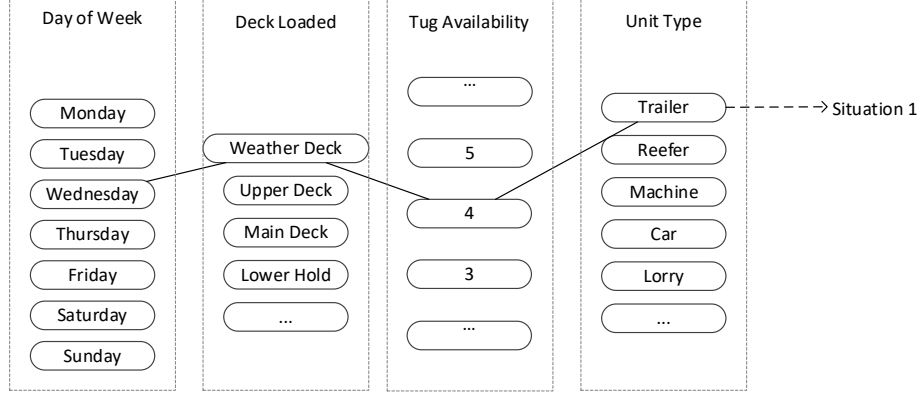 Day of Week
Monday
Tuesday
Wednesday
Thursday
Friday
Saturday
Sunday
Deck Loaded
Weather Deck
Upper Deck
Main Deck
Lower Hold
...
Tug Availability
...
5
4
3
...
Unit Type
Trailer
Reefer
Machine
Car
Lorry
...
Situation 1